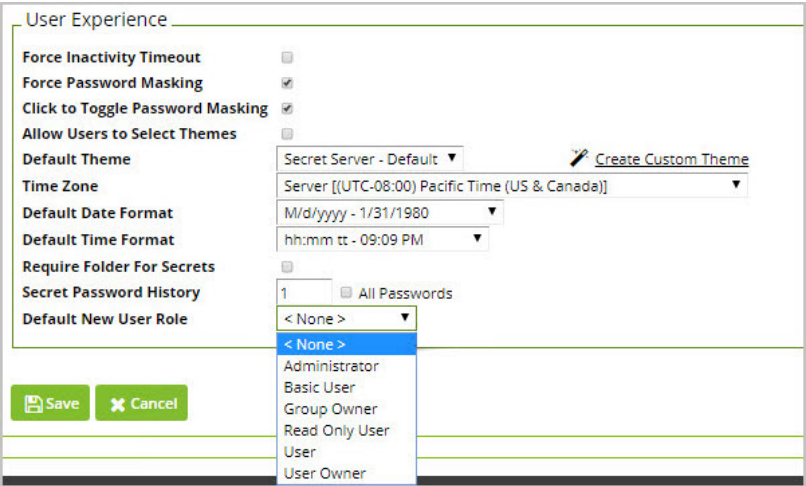 User Experience
Force Inactivity Timeout
Force Password Masking
Click to Toggle Password Masking
Allow Users to Select Themes
Default Theme Secret Server - Default Create Custom Theme
Time Zone Server [(UTC-08:00) Pacific Time (US & Canada)]
Default Date Format M/d/yyyy - 1/31/1980
Default Time Format hh:mm tt - 09:09 PM
Require Folder For Secrets
Secret Password History 1 All Passwords
Default New User Role < None >
< None >
Administrator
Basic User
Group Owner
Read Only User
User
User Owner
Save Cancel